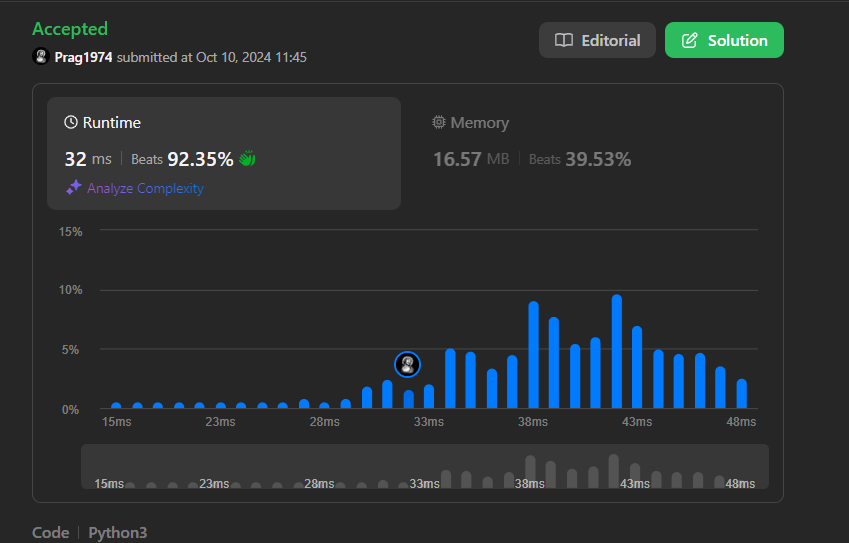 Accepted
Editorial
Solution
Prag1974 submitted at Oct 10, 2024 11:45
Runtime
Memory
32 ms | Beats 92.35%
16.57 MB | Beats 39.53%
Analyze Complexity
15%
10%
5%
0%
15ms 23ms 28ms 33ms 38ms 43ms 48ms
15ms 23ms 28ms 33ms 38ms 43ms 48ms
Code | Python3